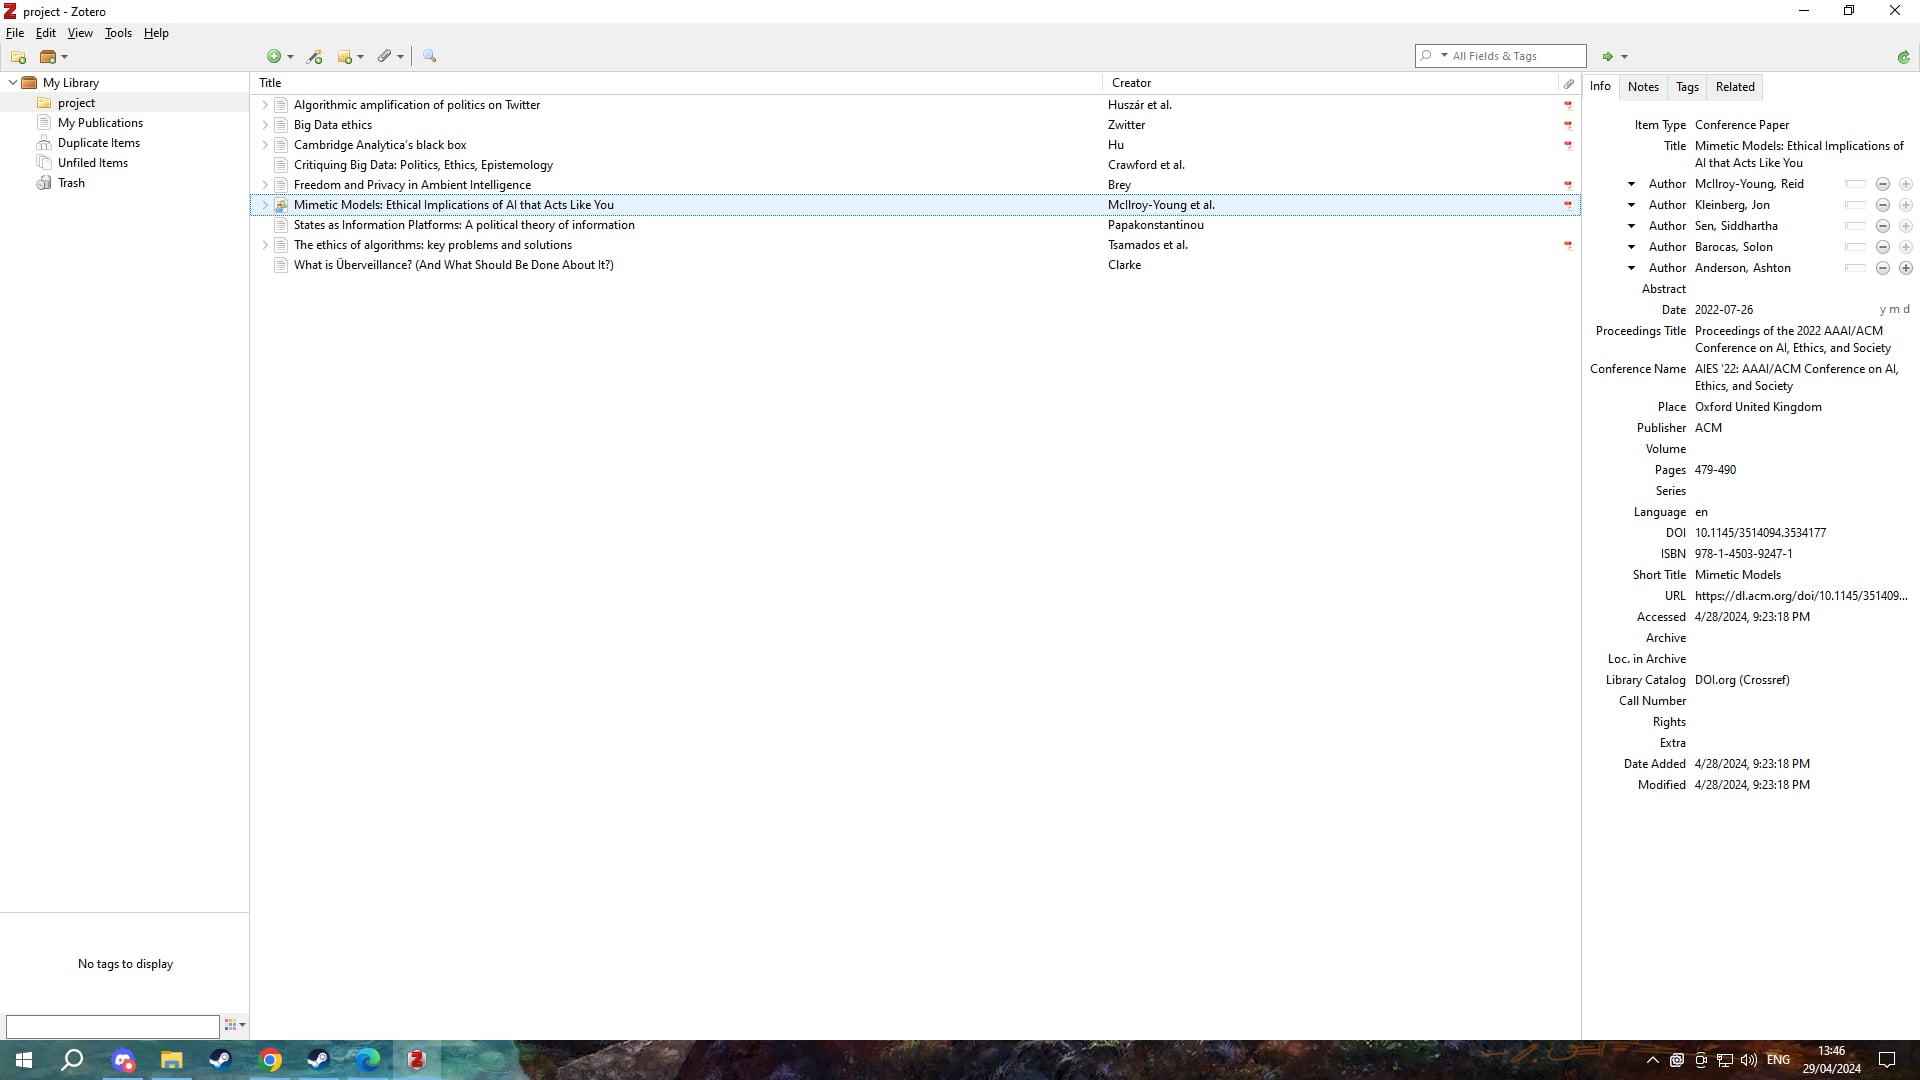 project - Zotero
File Edit View Tools Help
All Fields & Tags
My Library
project
My Publications
Duplicate Items
Unfiled Items
Trash
No tags to display
Title Creator
Algorithmic amplification of politics on Twitter Huszár et al.
Big Data ethics Zwitter
Cambridge Analytica's black box Hu
Critiquing Big Data: Politics, Ethics, Epistemology Crawford et al.
Freedom and Privacy in Ambient Intelligence Brey
Mimetic Models: Ethical Implications of AI that Acts Like You McIlroy-Young et al.
States as Information Platforms: A political theory of information Papakonstantinou
The ethics of algorithms: key problems and solutions Tsamados et al.
What is Überveillance? (And What Should Be Done About It?) Clarke
Info Notes Tags Related
Item Type Conference Paper
Title Mimetic Models: Ethical Implications of
AI that Acts Like You
Author McIlroy-Young, Reid
Author Kleinberg, Jon
Author Sen, Siddhartha
Author Barocas, Solon
Author Anderson, Ashton
Abstract
Date 2022-07-26 y m d
Proceedings Title Proceedings of the 2022 AAAI/ACM
Conference on AI, Ethics, and Society
Conference Name AIES '22: AAAI/ACM Conference on AI,
Ethics, and Society
Place Oxford United Kingdom
Publisher ACM
Volume
Pages 479-490
Series
Language en
DOI 10.1145/3514094.3534177
ISBN 978-1-4503-9247-1
Short Title Mimetic Models
URL https://dl.acm.org/doi/10.1145/351409...
Accessed 4/28/2024, 9:23:18 PM
Archive
Loc. in Archive
Library Catalog DOI.org (Crossref)
Call Number
Rights
Extra
Date Added 4/28/2024, 9:23:18 PM
Modified 4/28/2024, 9:23:18 PM
ENG
13:46
29/04/2024